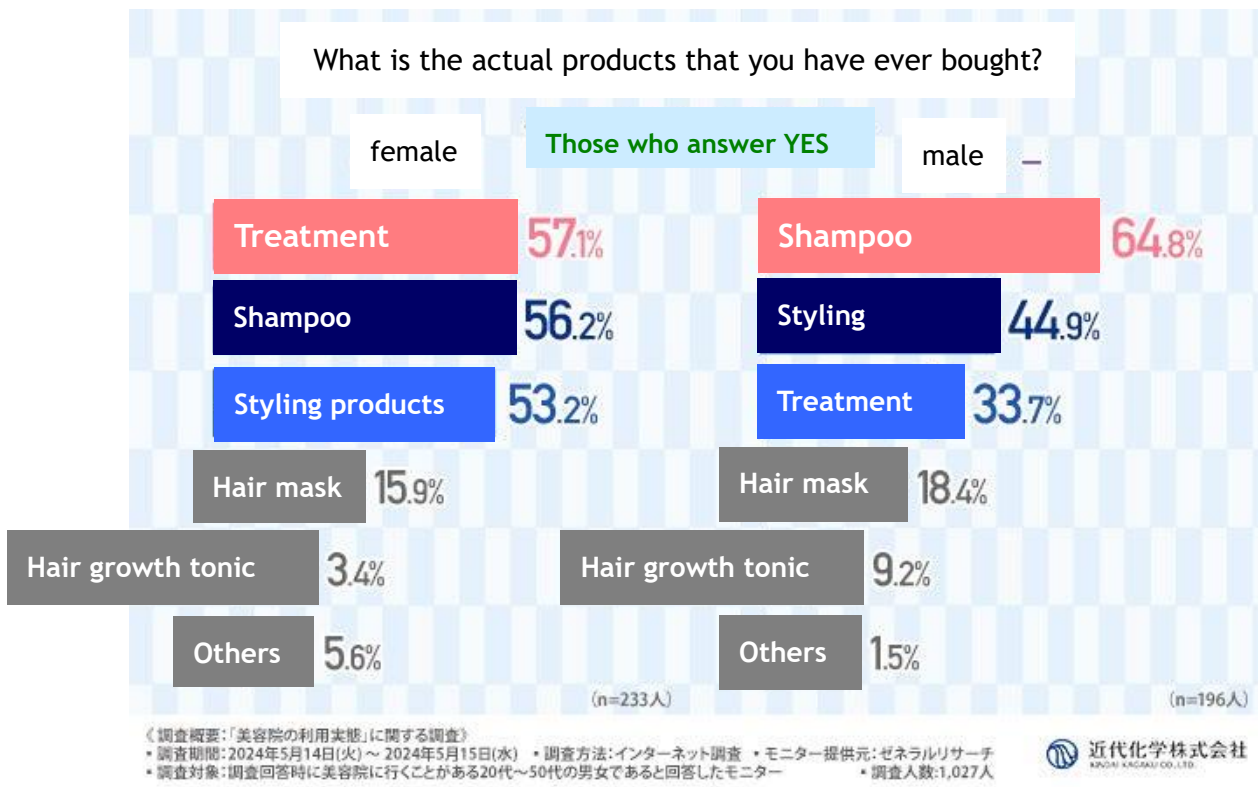 What is the actual products that you have ever bought?
female
Those who answer YES
male
Treatment 57.1%
Shampoo 56.2%
Styling products 53.2%
Hair mask 15.9%
Hair growth tonic 3.4%
Others 5.6%
(n=233人)
Shampoo 64.8%
Styling 44.9%
Treatment 33.7%
Hair mask 18.4%
Hair growth tonic 9.2%
Others 1.5%
(n=196人)
《調査概要:「美容院の利用実態」に関する調査》
・調査期間:2024年5月14日(火)~ 2024年5月15日(水) ・調査方法:インターネット調査 ・モニター提供元:ゼネラルリサーチ
・調査対象:調査回答時に美容院に行くことがある20代~50代の男女であると回答したモニター ・調査人数:1,027人
近代化学株式会社
KINDAI KAGAKU CO., LTD.